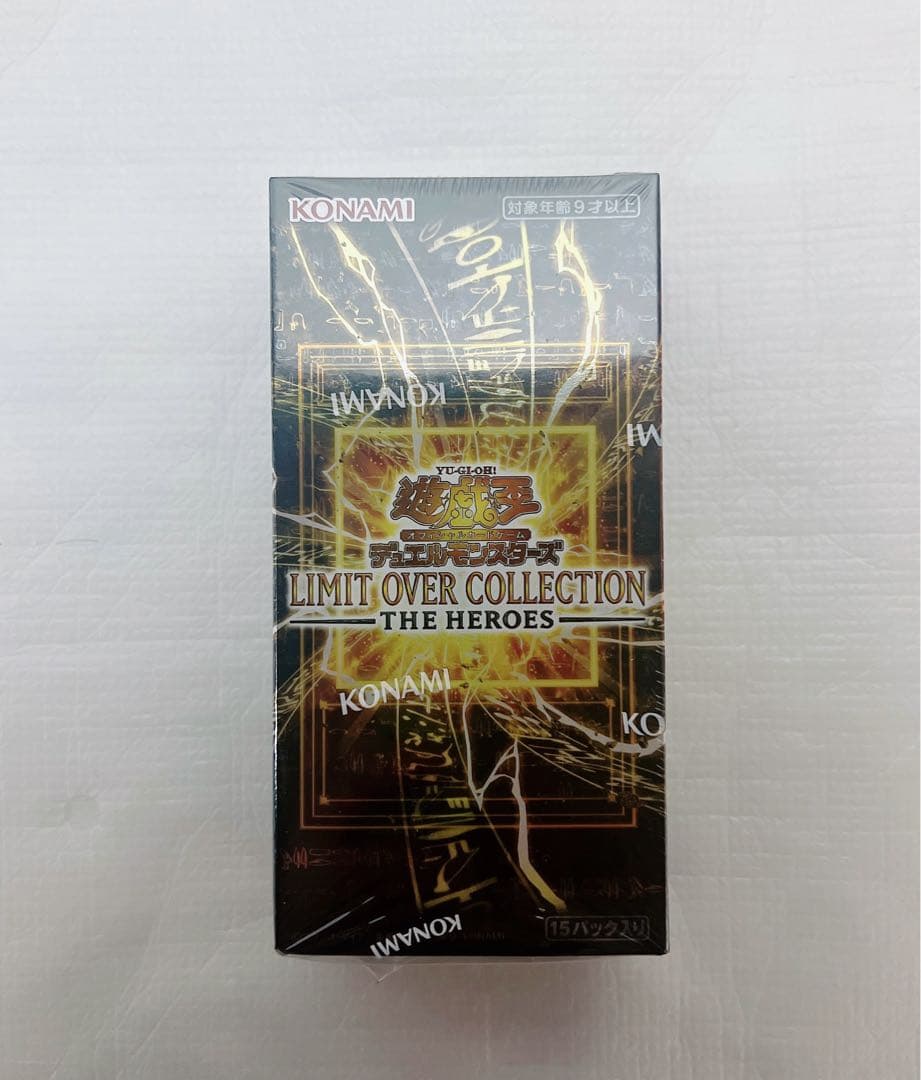 KONAMI
対象年齢9才以上
KONAMI
YU-GI-OH!
遊戯王
オフィシャルカードゲーム
デュエルモンスターズ
LIMIT OVER COLLECTION
THE HEROES
KONAMI
KO
KONAMI
15パック入り